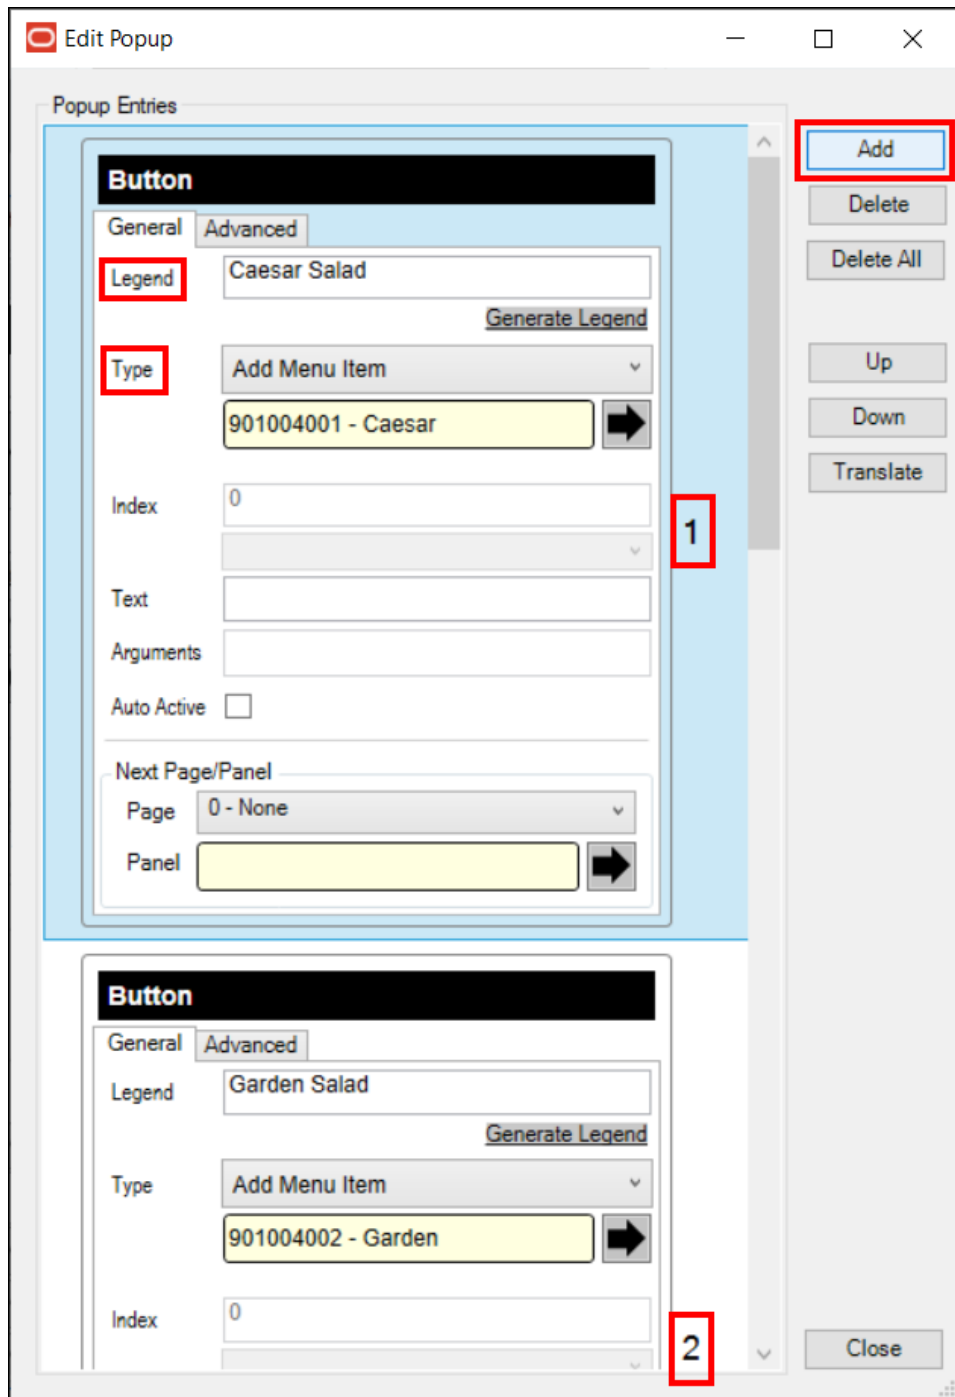 Edit Popup
Popup Entries
Add
Button
Delete
General Advanced
Delete All
Legend Caesar Salad
Generate Legend
Type Add Menu Item
Up
901004001 - Caesar
Down
Translate
Index 0
1
Text
Arguments
Auto Active
Next Page/Panel
Page 0 - None
Panel
Button
General Advanced
Legend Garden Salad
Generate Legend
Type Add Menu Item
901004002 - Garden
Index 0
2
Close